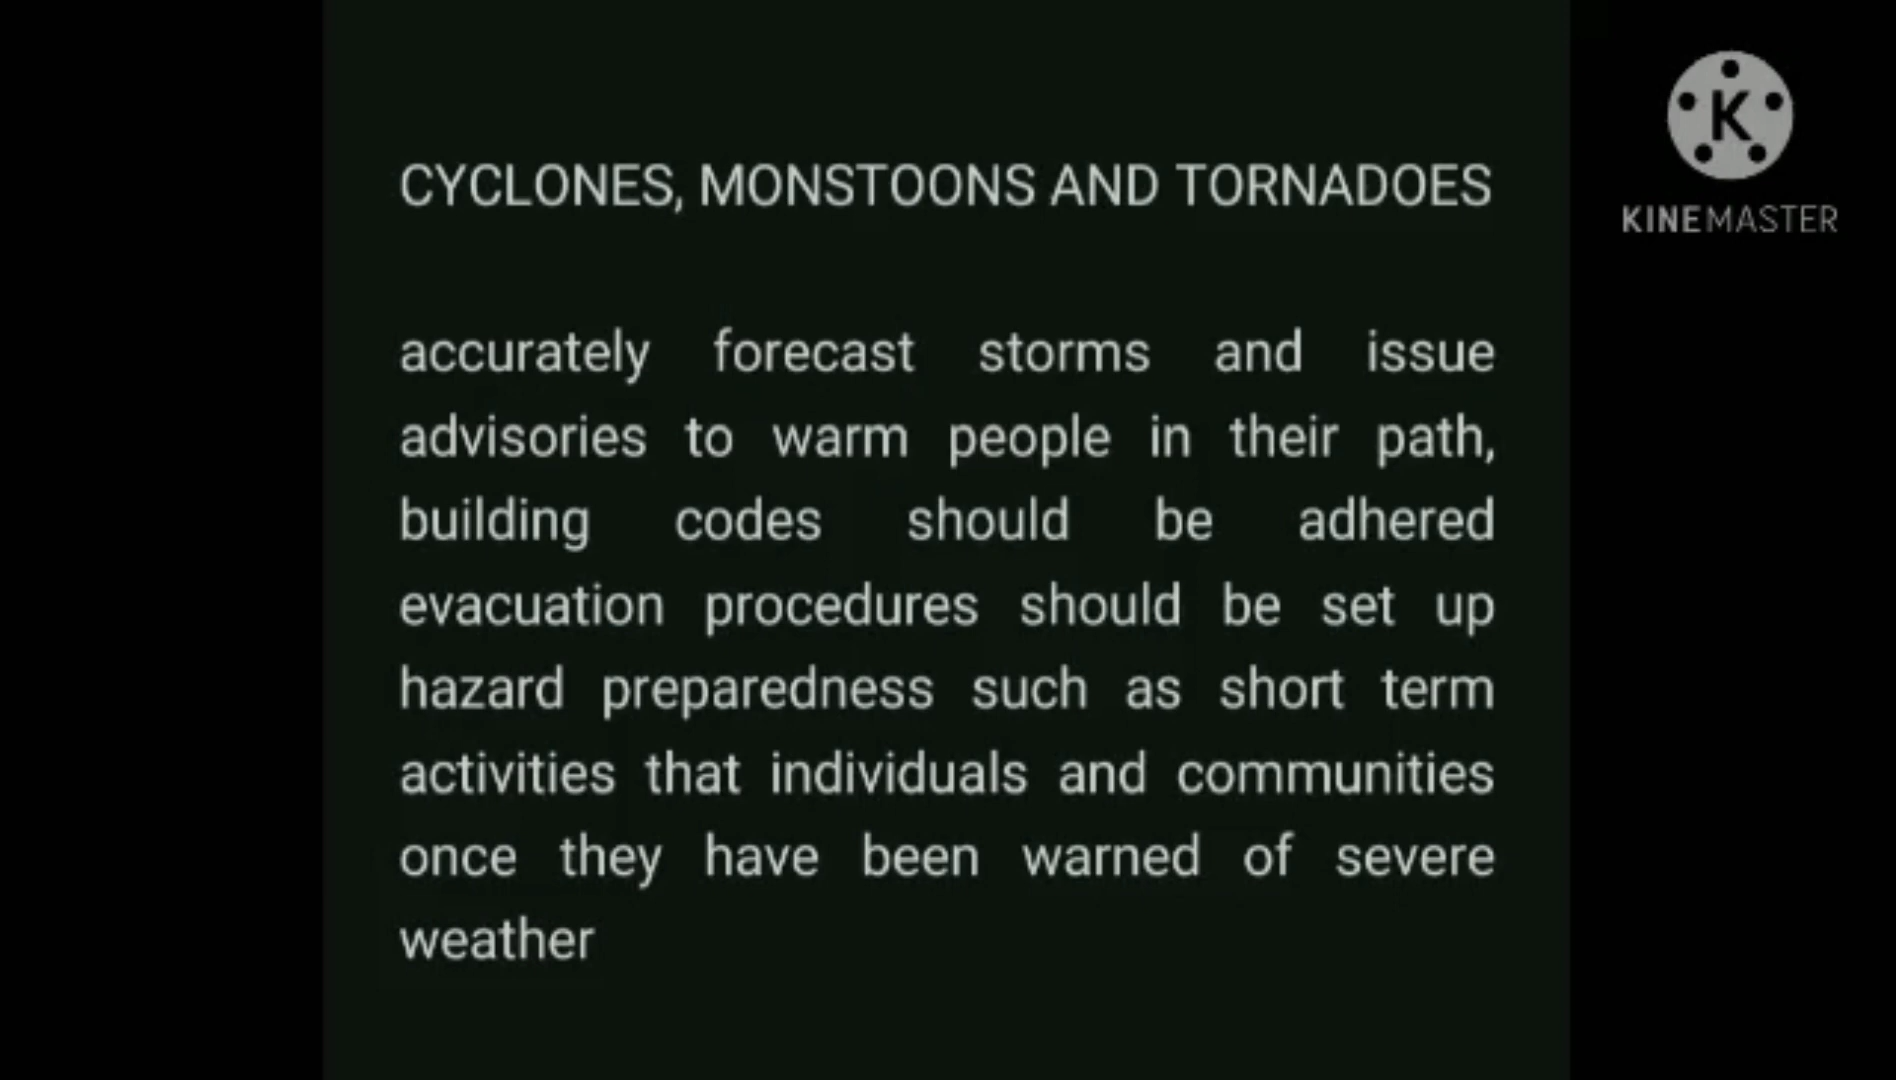 CYCLONES, MONSTOONS AND TORNADOES
accurately forecast storms and issue
advisories to warm people in their path,
building codes should be adhered
evacuation procedures should be set up
hazard preparedness such as short term
activities that individuals and communities
once they have been warned of severe
weather
K
KINEMASTER